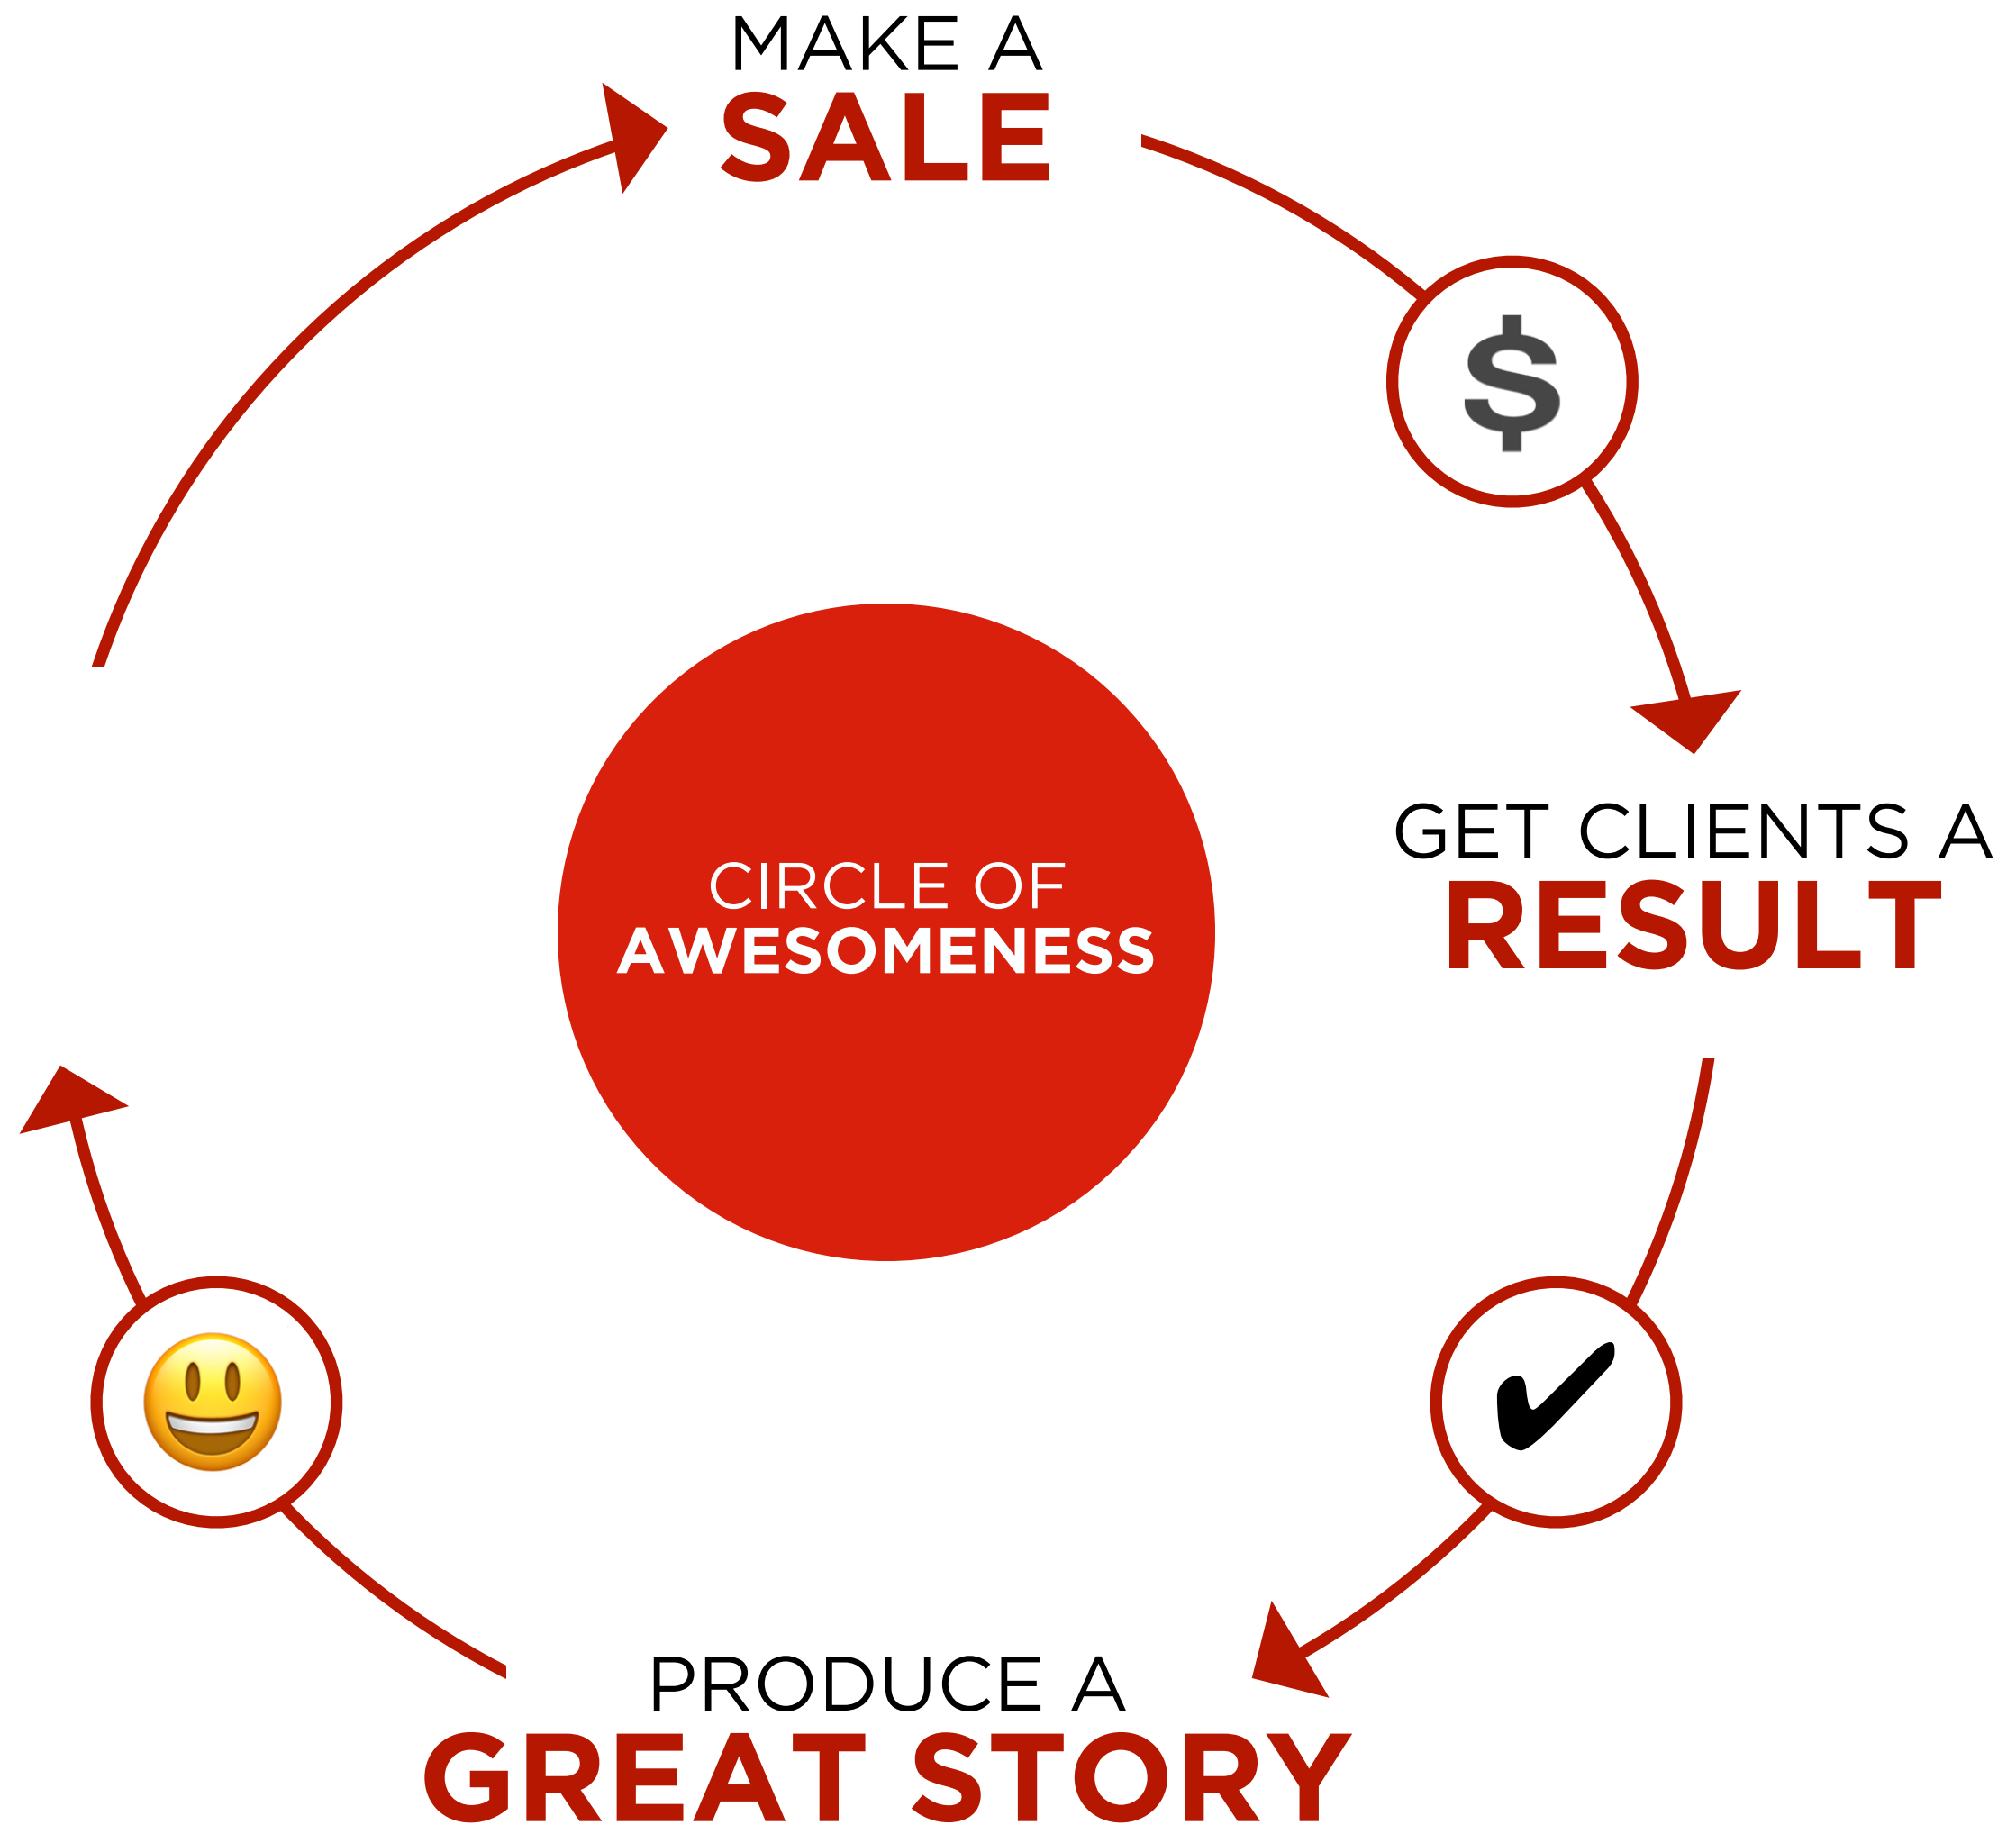 MAKE A
SALE
$
GET CLIENTS A
RESULT
CIRCLE OF
AWESOMENESS
PRODUCE A
GREAT STORY